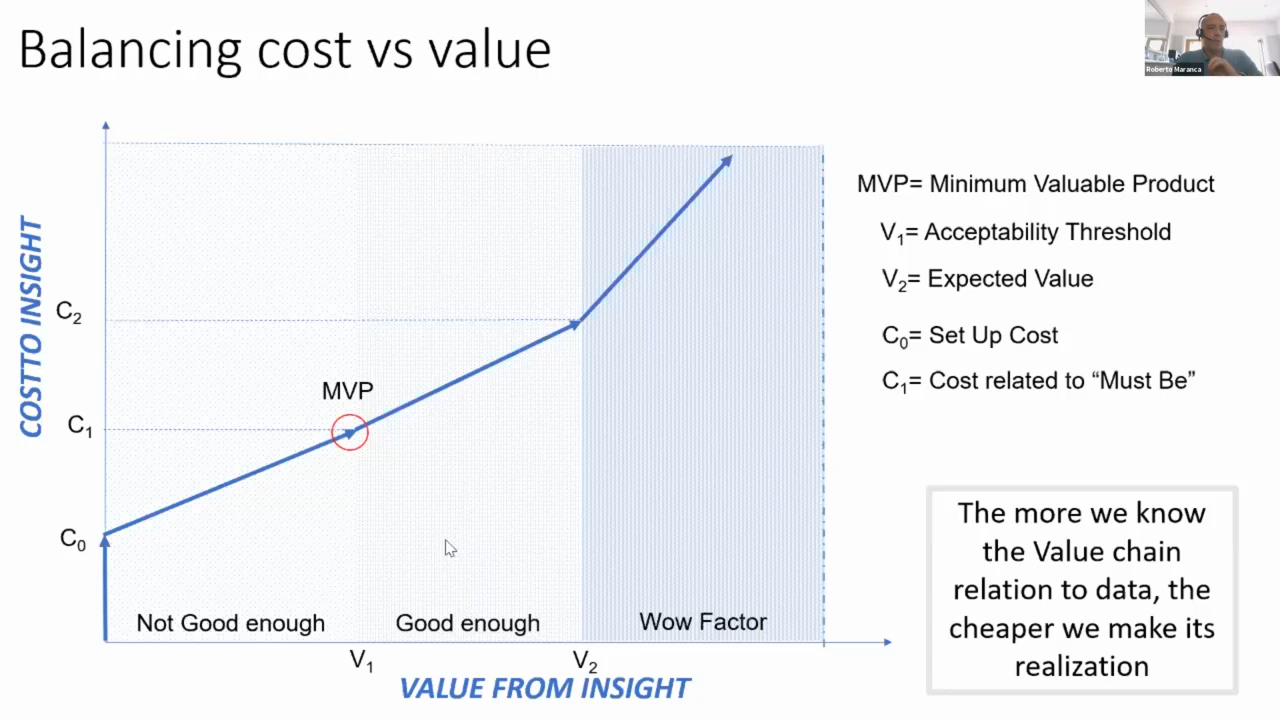 Balancing cost vs value
Roberto Maranca
COSTTO INSIGHT
C2
C1
C0
MVP
Not Good enough
Good enough
Wow Factor
V1
V2
VALUE FROM INSIGHT
MVP= Minimum Valuable Product
V1= Acceptability Threshold
V2= Expected Value
C0= Set Up Cost
C1= Cost related to “Must Be”
The more we know
the Value chain
relation to data, the
cheaper we make its
realization